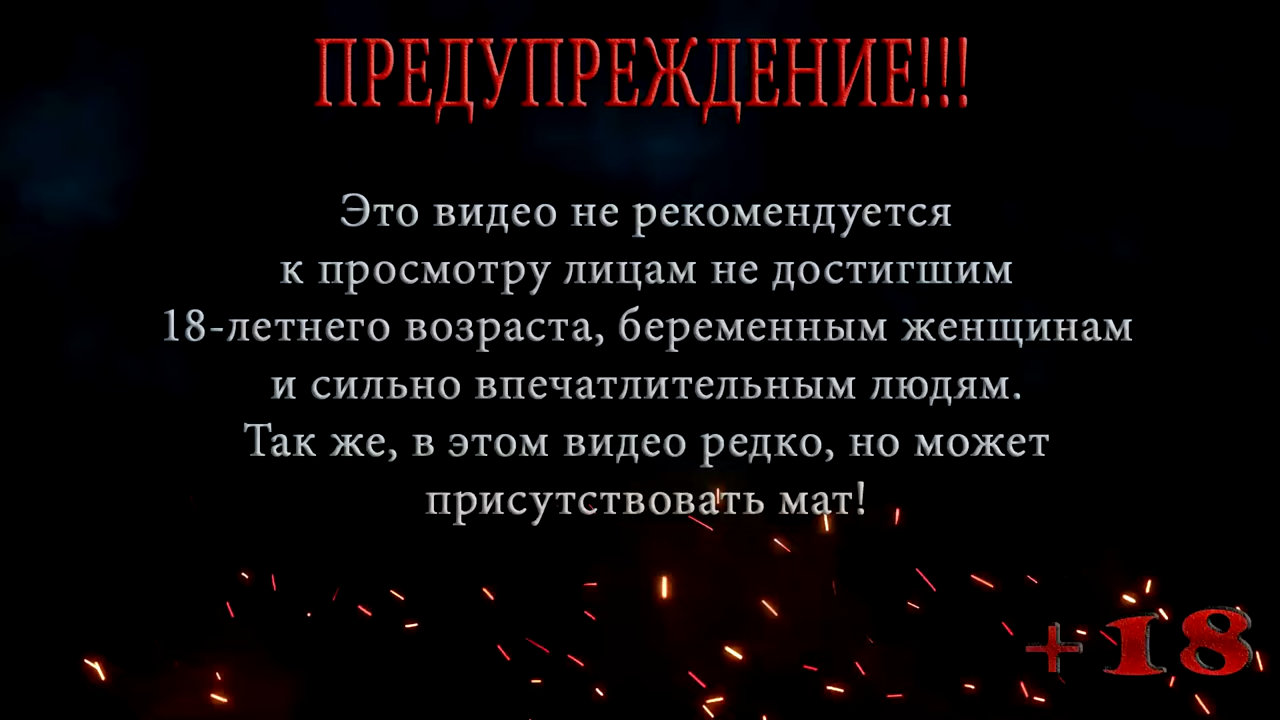 ПРЕДУПРЕЖДЕНИЕ!!!
Это видео не рекомендуется
к просмотру лицам не достигшим
18-летнего возраста, беременным женщинам
и сильно впечатлительным людям.
Так же, в этом видео редко, но может
присутствовать мат!
+18